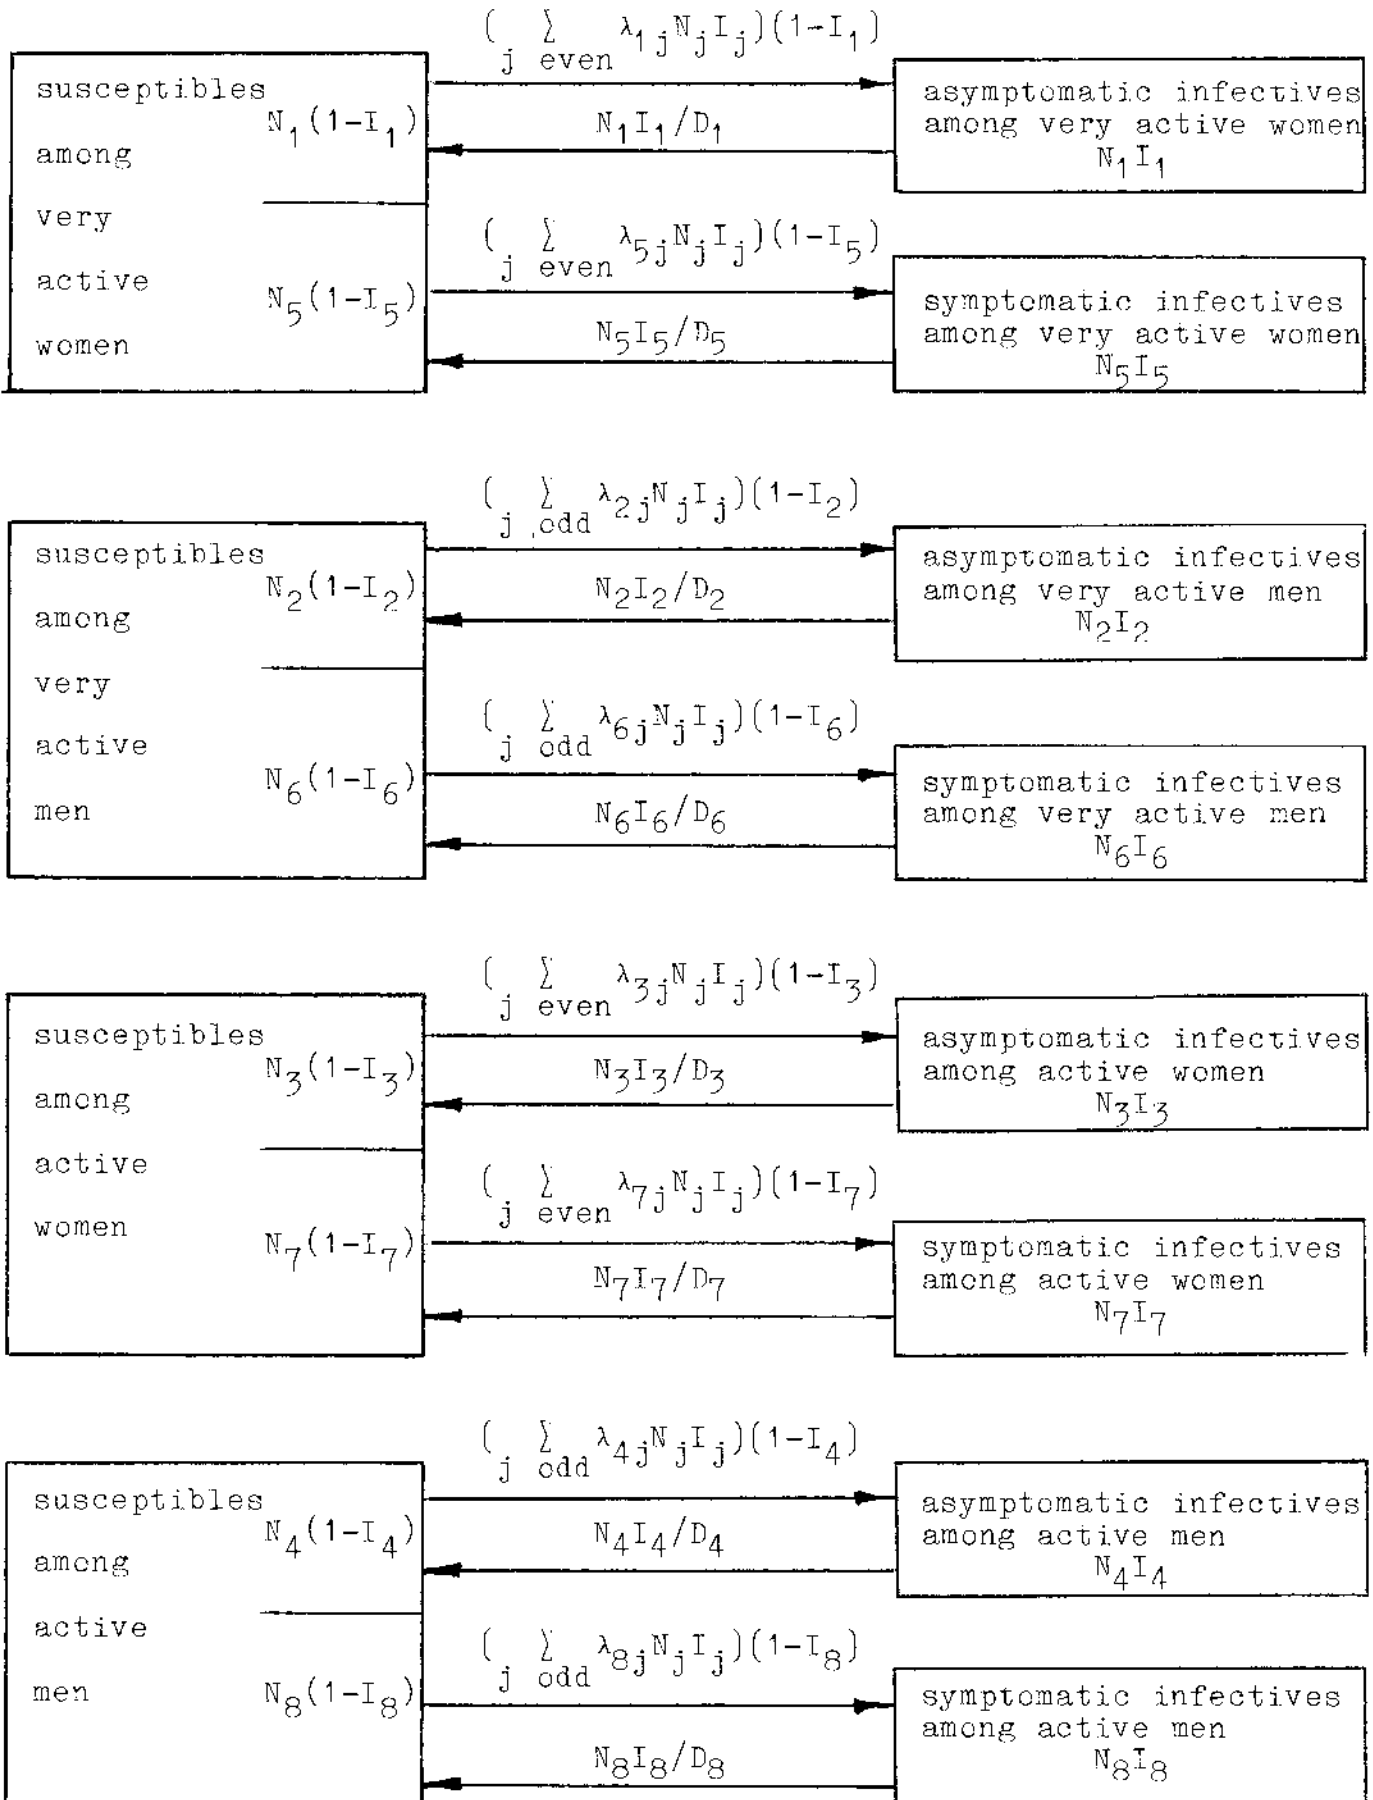 ( ∑ λ₁ⱼNⱼIⱼ)(1-I₁)
j even
susceptibles
N₁(1-I₁)
among
very
active
women
N₅(1-I₅)
N₁I₁/D₁
asymptomatic infectives
among very active women
N₁I₁
( ∑ λ₅ⱼNⱼIⱼ)(1-I₅)
j even
N₅I₅/D₅
symptomatic infectives
among very active women
N₅I₅
( ∑ λ₂ⱼNⱼIⱼ)(1-I₂)
j odd
susceptibles
N₂(1-I₂)
among
very
active
men
N₆(1-I₆)
N₂I₂/D₂
asymptomatic infectives
among very active men
N₂I₂
( ∑ λ₆ⱼNⱼIⱼ)(1-I₆)
j odd
N₆I₆/D₆
symptomatic infectives
among very active men
N₆I₆
( ∑ λ₃ⱼNⱼIⱼ)(1-I₃)
j even
susceptibles
N₃(1-I₃)
among
active
women
N₇(1-I₇)
N₃I₃/D₃
asymptomatic infectives
among active women
N₃I₃
( ∑ λ₇ⱼNⱼIⱼ)(1-I₇)
j even
N₇I₇/D₇
symptomatic infectives
among active women
N₇I₇
( ∑ λ₄ⱼNⱼIⱼ)(1-I₄)
j odd
susceptibles
N₄(1-I₄)
among
active
men
N₈(1-I₈)
N₄I₄/D₄
asymptomatic infectives
among active men
N₄I₄
( ∑ λ₈ⱼNⱼIⱼ)(1-I₈)
j odd
N₈I₈/D₈
symptomatic infectives
among active men
N₈I₈